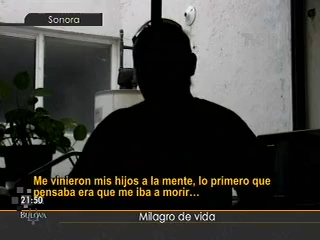 Sonora
Me vinieron mis hijos a la mente, lo primero que
pensaba era que me iba a morir...
21:50
BULOVA
Milagro de vida